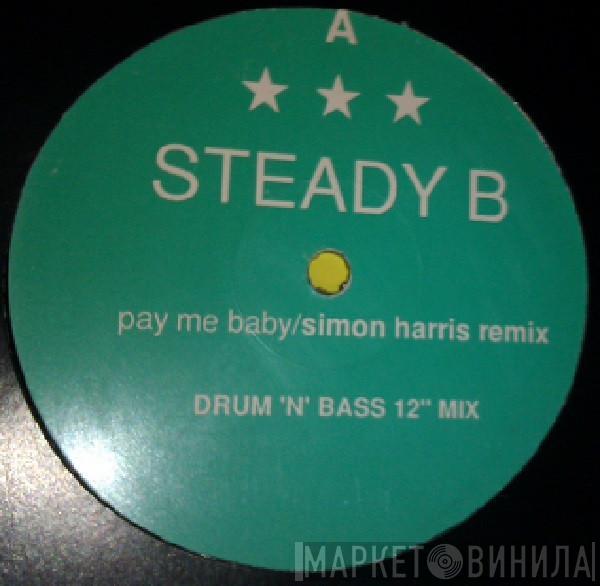 A
STEADY B
pay me baby/simon harris remix
DRUM 'N' BASS 12" MIX
МАРКЕТ ВИНИЛА